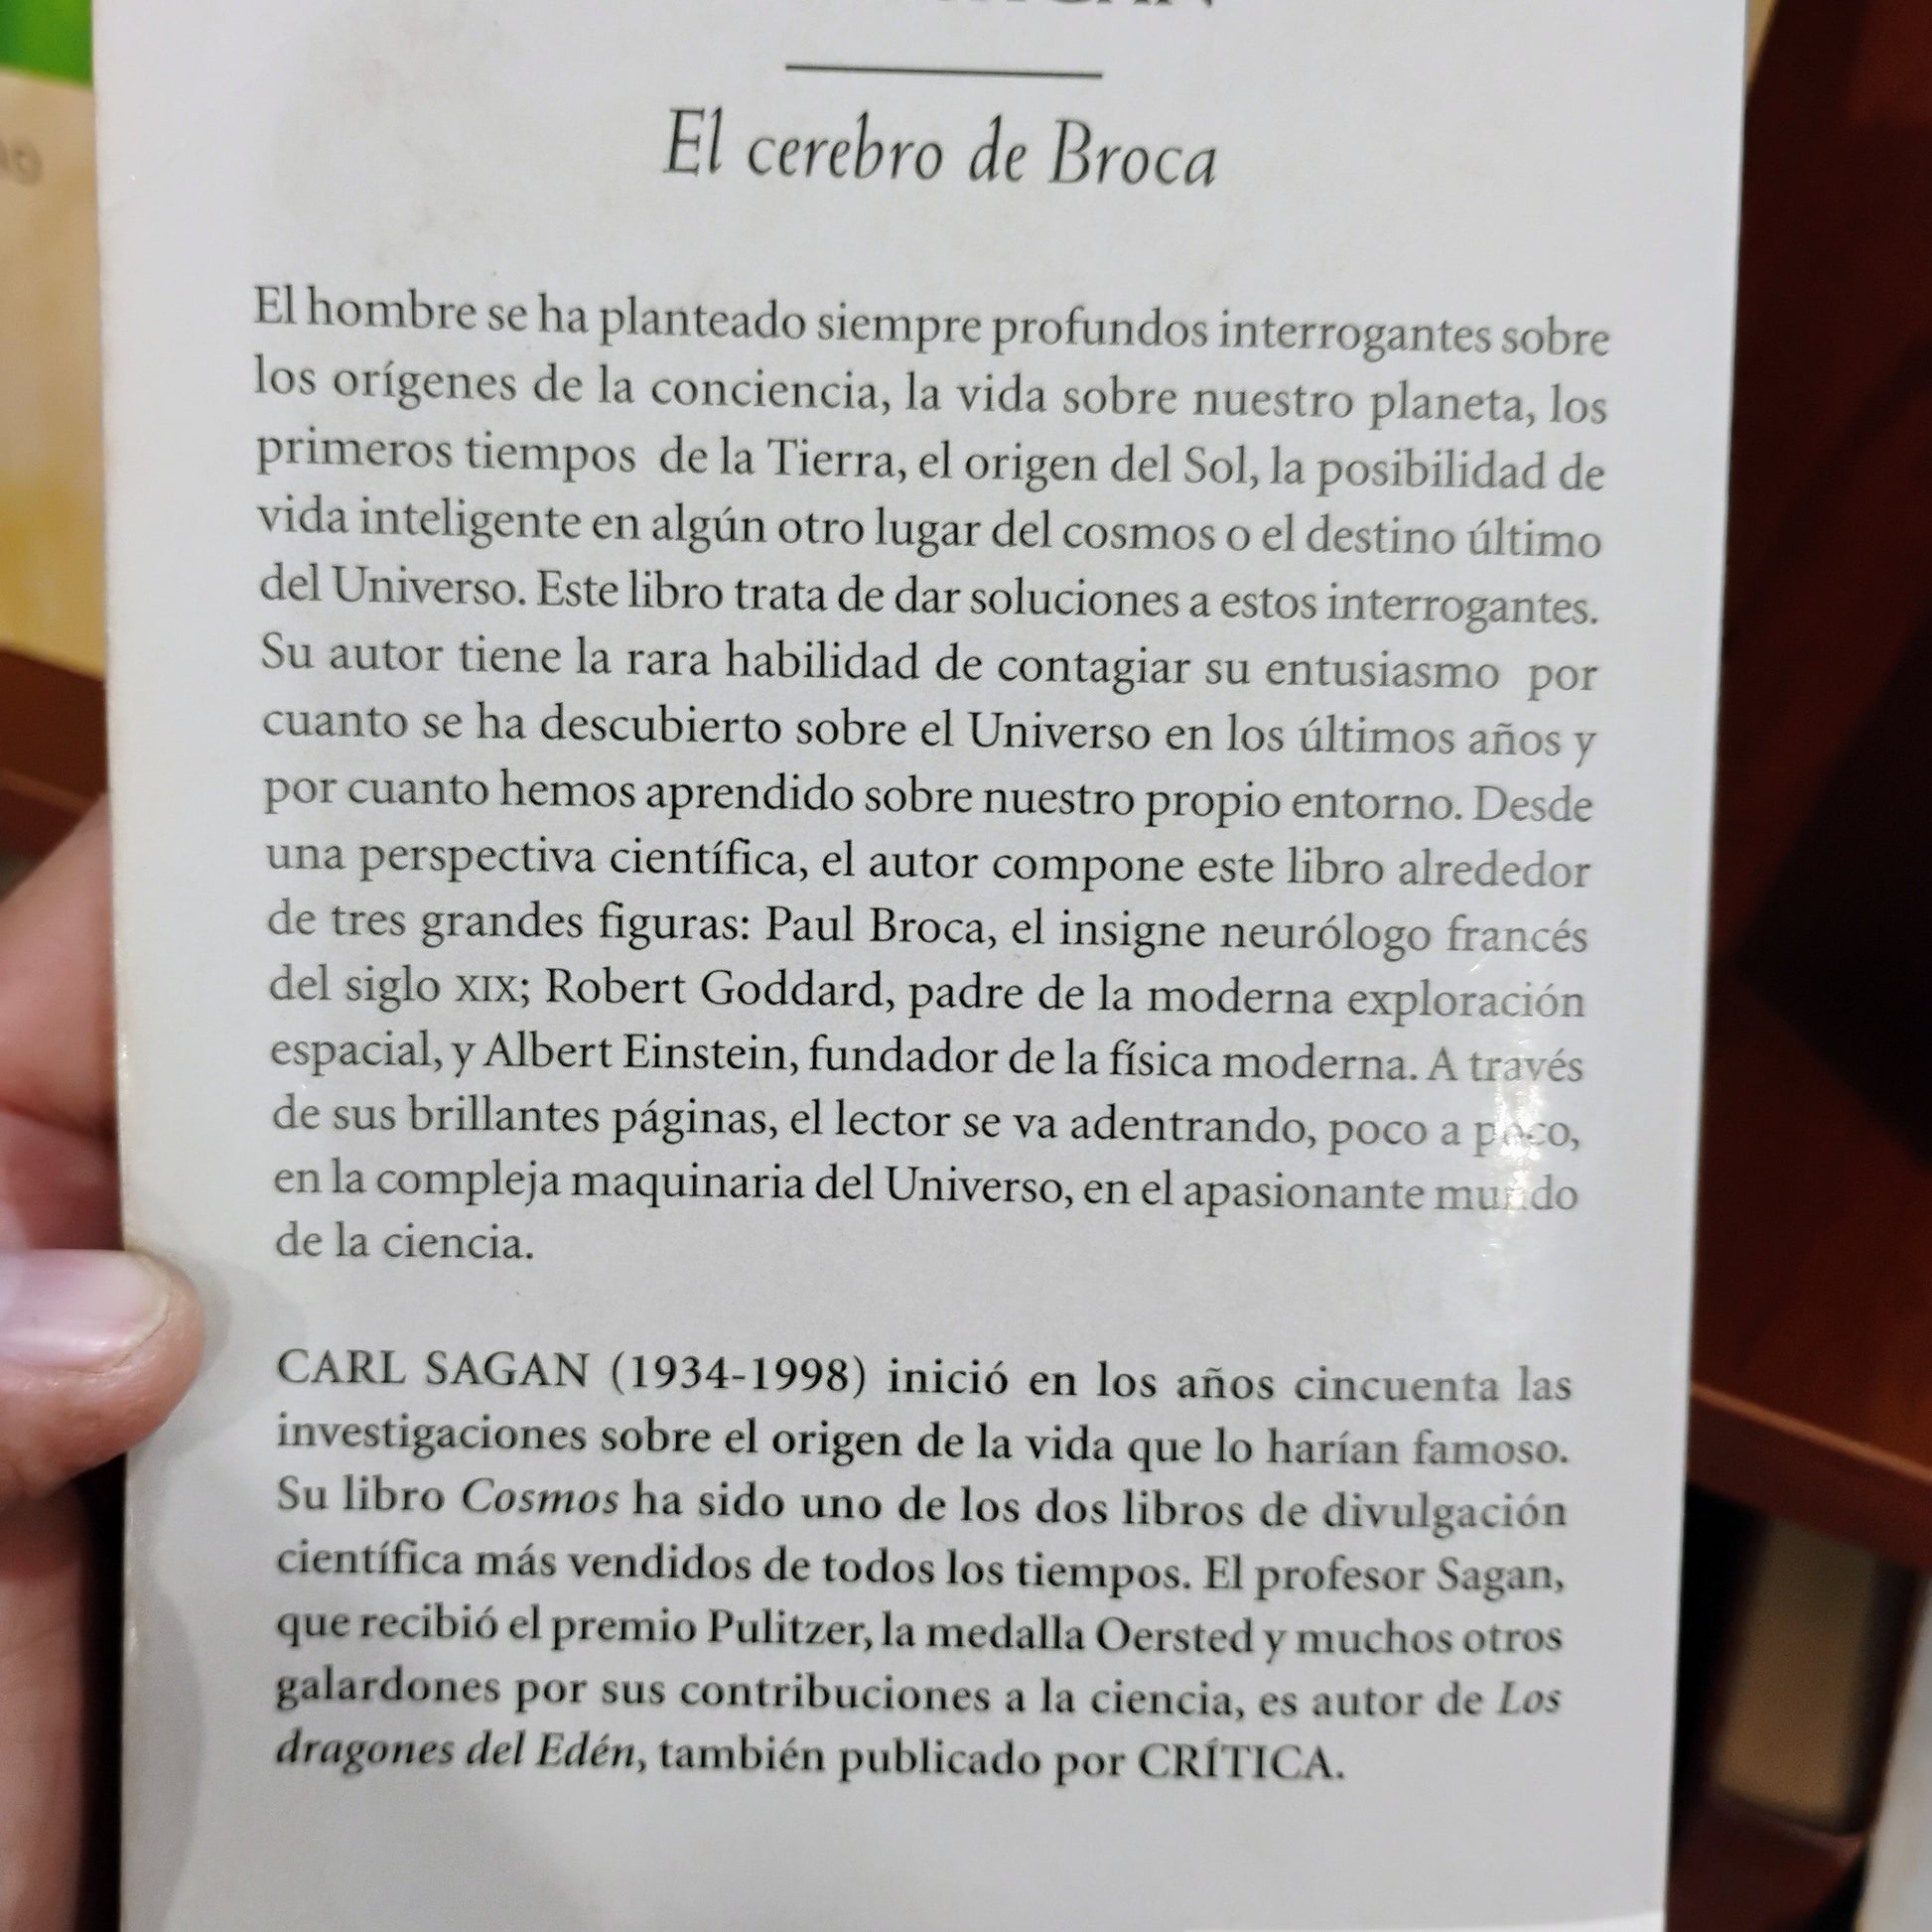 El cerebro de Broca
El hombre se ha planteado siempre profundos interrogantes sobre
los orígenes de la conciencia, la vida sobre nuestro planeta, los
primeros tiempos de la Tierra, el origen del Sol, la posibilidad de
vida inteligente en algún otro lugar del cosmos o el destino último
del Universo. Este libro trata de dar soluciones a estos interrogantes.
Su autor tiene la rara habilidad de contagiar su entusiasmo por
cuanto se ha descubierto sobre el Universo en los últimos años y
por cuanto hemos aprendido sobre nuestro propio entorno. Desde
una perspectiva científica, el autor compone este libro alrededor
de tres grandes figuras: Paul Broca, el insigne neurólogo francés
del siglo XIX; Robert Goddard, padre de la moderna exploración
espacial, y Albert Einstein, fundador de la física moderna. A través
de sus brillantes páginas, el lector se va adentrando, poco a poco,
en la compleja maquinaria del Universo, en el apasionante mundo
de la ciencia.
CARL SAGAN (1934-1998) inició en los años cincuenta las
investigaciones sobre el origen de la vida que lo harían famoso.
Su libro Cosmos ha sido uno de los dos libros de divulgación
científica más vendidos de todos los tiempos. El profesor Sagan,
que recibió el premio Pulitzer, la medalla Oersted y muchos otros
galardones por sus contribuciones a la ciencia, es autor de Los
dragones del Edén, también publicado por CRÍTICA.